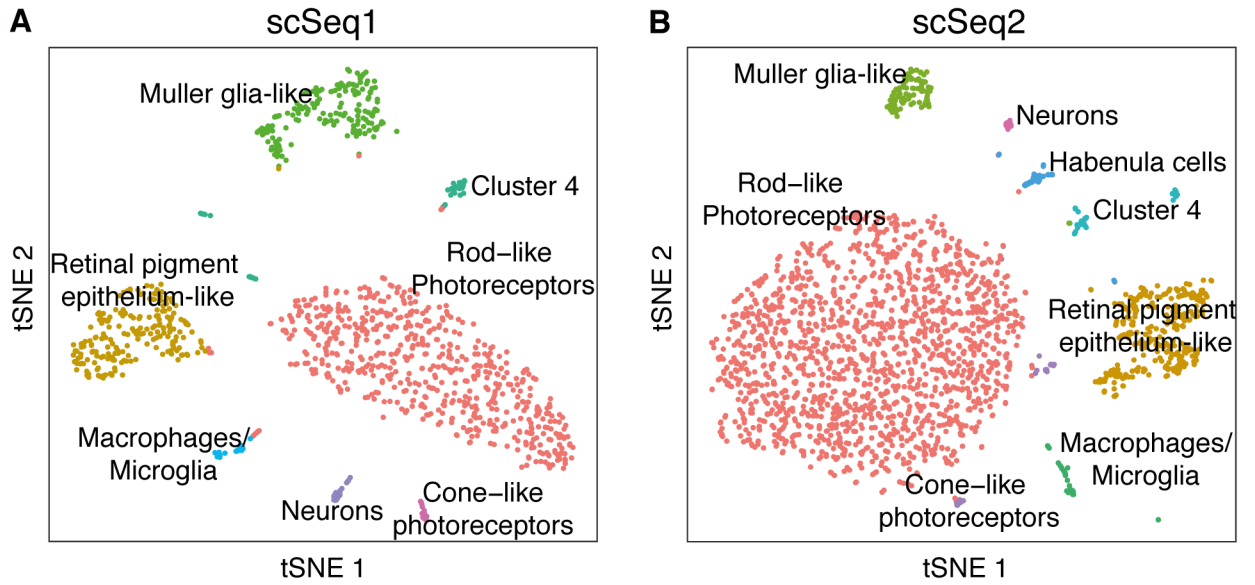 A
scSeq1
Muller glia-like
Cluster 4
Rod-like
Photoreceptors
Retinal pigment
epithelium-like
Macrophages/
Microglia
Neurons
Cone-like
photoreceptors
tSNE 2
tSNE 1
B
scSeq2
Muller glia-like
Neurons
Habenula cells
Rod-like
Photoreceptors
Cluster 4
Retinal pigment
epithelium-like
Macrophages/
Microglia
Cone-like
photoreceptors
tSNE 2
tSNE 1